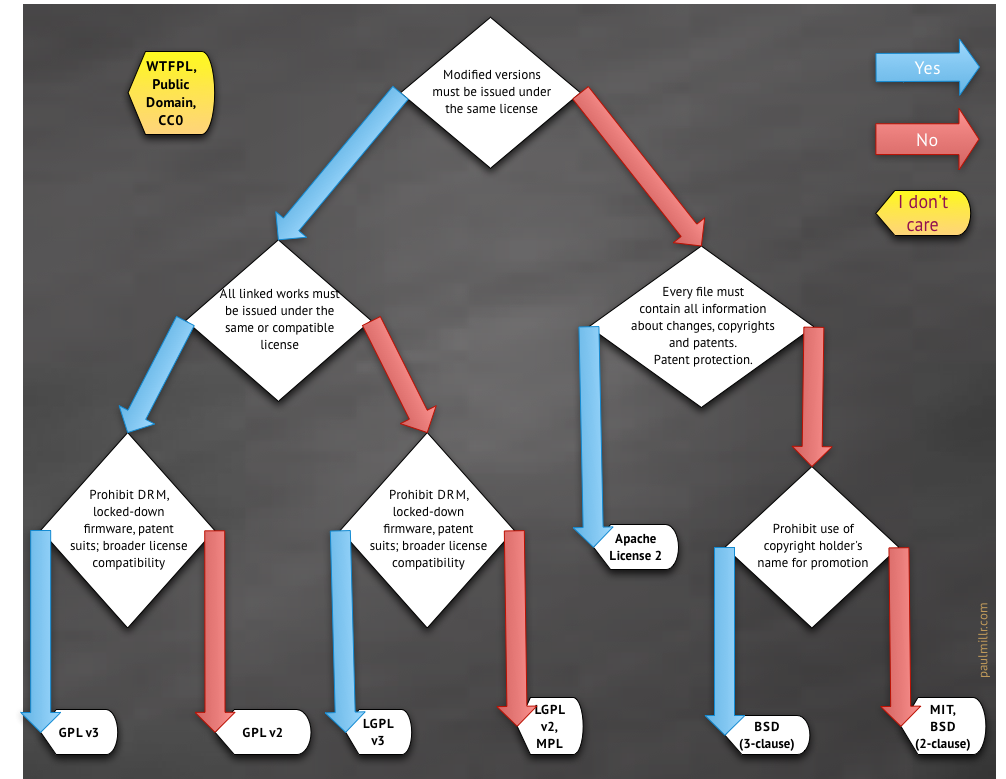 WTFPL,
Public
Domain,
CC0
Modified versions
must be issued under
the same license
Yes
No
I don't
care
All linked works must
be issued under the
same or compatible
license
Every file must
contain all information
about changes, copyrights
and patents.
Patent protection.
Prohibit DRM,
locked-down
firmware, patent
suits; broader license
compatibility
Prohibit DRM,
locked-down
firmware, patent
suits; broader license
compatibility
Apache
License 2
Prohibit use of
copyright holder's
name for promotion
GPL v3
GPL v2
LGPL
v3
LGPL
v2,
MPL
BSD
(3-clause)
MIT,
BSD
(2-clause)
paulmillr.com